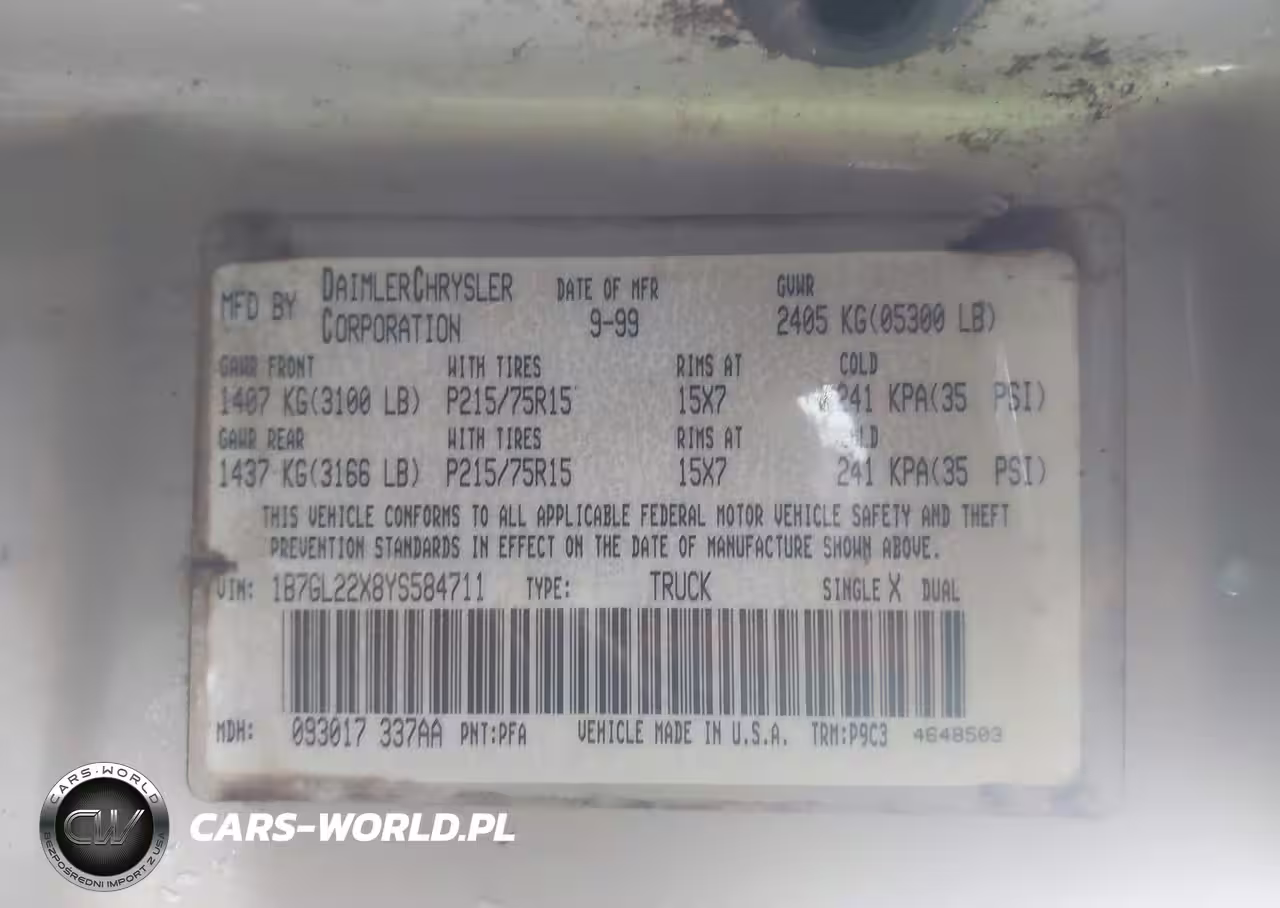 MFD BY DAIMLERCHRYSLER CORPORATION DATE OF MFR 9-99 GVWR 2405 KG(05300 LB)
GAWR FRONT WITH TIRES RIMS AT COLD
1407 KG(3100 LB) P215/75R15 15X7 241 KPA(35 PSI)
GAWR REAR WITH TIRES RIMS AT
1437 KG(3166 LB) P215/75R15 15X7 241 KPA(35 PSI)
THIS VEHICLE CONFORMS TO ALL APPLICABLE FEDERAL MOTOR VEHICLE SAFETY AND THEFT
PREVENTION STANDARDS IN EFFECT ON THE DATE OF MANUFACTURE SHOWN ABOVE.
VIN: 1B7GL22X8YS584711 TYPE: TRUCK SINGLE X DUAL
MDH: 093017 337AA PNT:PFA VEHICLE MADE IN U.S.A. TRM:P9C3 4648503
CARS-WORLD
CW
BEZPOŚREDNI IMPORT Z USA
CARS-WORLD.PL